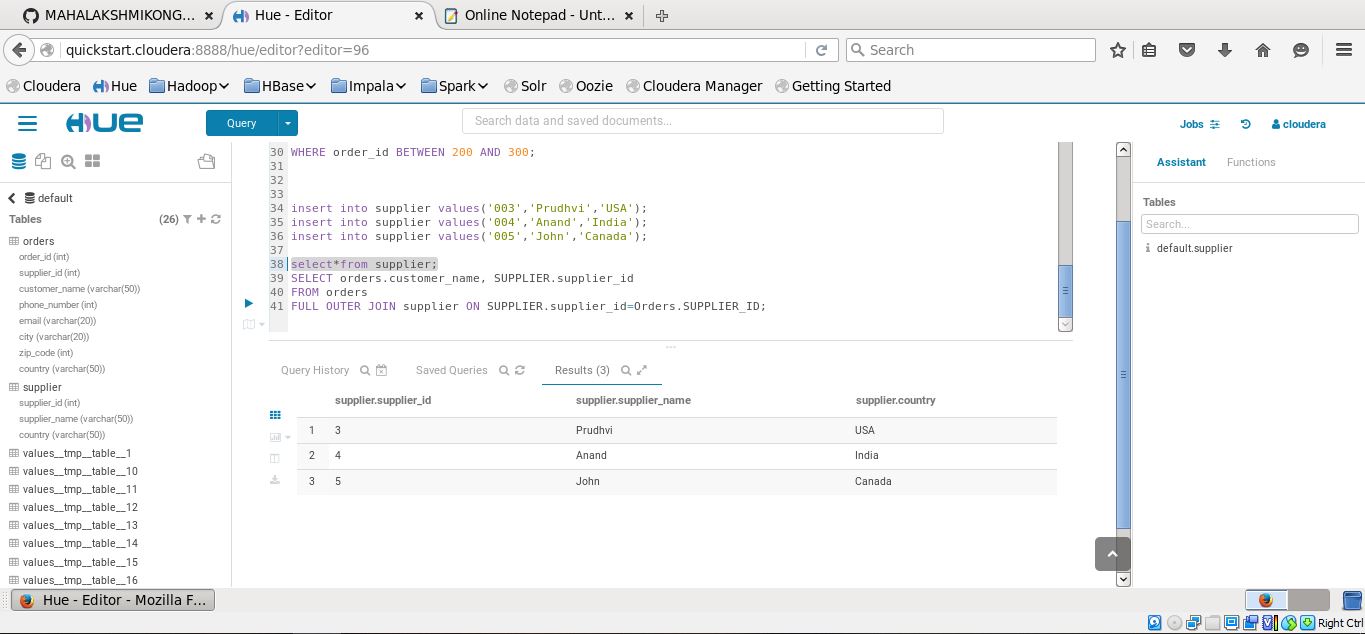 MAHALAKSHMIKONG... ×
Hue - Editor ×
Online Notepad - Unt... ×
quickstart.cloudera:8888/hue/editor?editor=96
Search
Cloudera Hue Hadoop HBase Impala Spark Solr Oozie Cloudera Manager Getting Started
HUE
Query
Search data and saved documents...
Jobs
cloudera
default
Tables (26)
orders
order_id (int)
supplier_id (int)
customer_name (varchar(50))
phone_number (int)
email (varchar(20))
city (varchar(20))
zip_code (int)
country (varchar(50))
supplier
supplier_id (int)
supplier_name (varchar(50))
country (varchar(50))
values__tmp__table__1
values__tmp__table__10
values__tmp__table__11
values__tmp__table__12
values__tmp__table__13
values__tmp__table__14
values__tmp__table__15
values__tmp__table__16
30 WHERE order_id BETWEEN 200 AND 300;
31
32
33
34 insert into supplier values('003','Prudhvi','USA');
35 insert into supplier values('004','Anand','India');
36 insert into supplier values('005','John','Canada');
37
38 select*from supplier;
39 SELECT orders.customer_name, SUPPLIER.supplier_id
40 FROM orders
41 FULL OUTER JOIN supplier ON SUPPLIER.supplier_id=Orders.SUPPLIER_ID;
Query History
Saved Queries
Results (3)
supplier.supplier_id supplier.supplier_name supplier.country
1 3 Prudhvi USA
2 4 Anand India
3 5 John Canada
Assistant
Functions
Tables
Search...
default.supplier
Hue - Editor - Mozilla F...
Right Ctrl